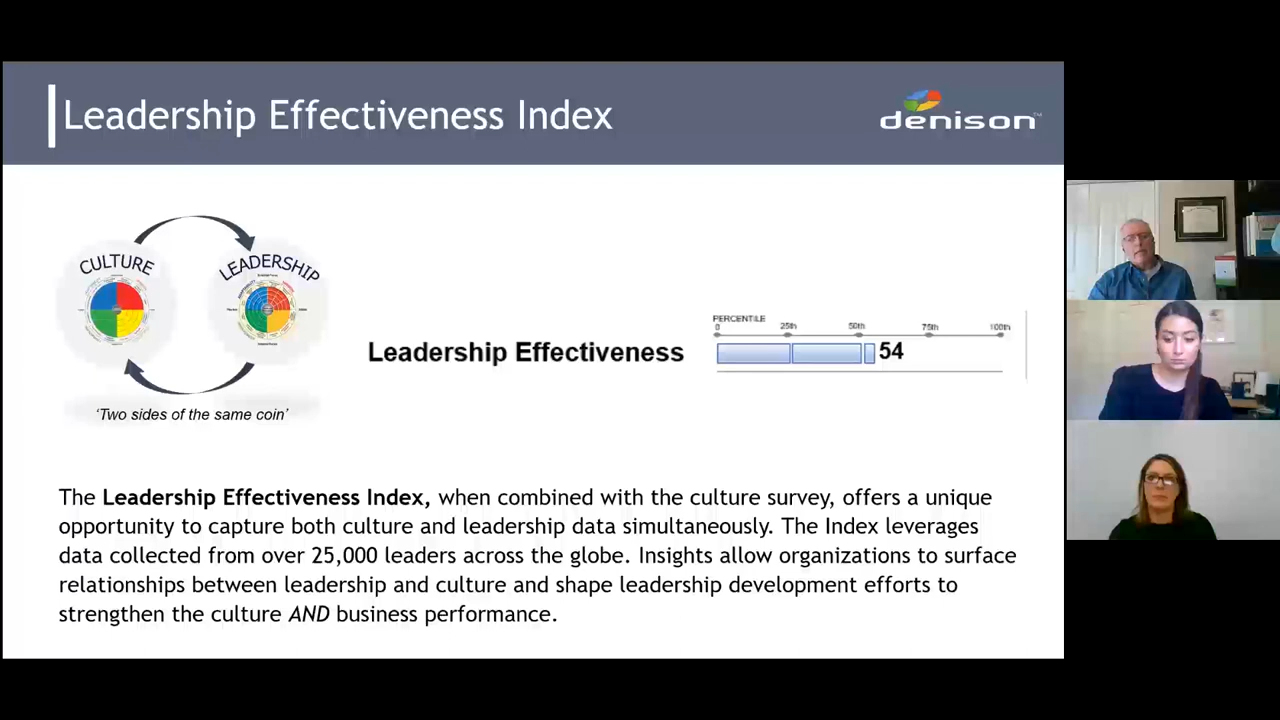 Leadership Effectiveness Index
denison™
CULTURE
LEADERSHIP
'Two sides of the same coin'
Leadership Effectiveness
PERCENTILE
0 25th 50th 75th 100th
54
The Leadership Effectiveness Index, when combined with the culture survey, offers a unique
opportunity to capture both culture and leadership data simultaneously. The Index leverages
data collected from over 25,000 leaders across the globe. Insights allow organizations to surface
relationships between leadership and culture and shape leadership development efforts to
strengthen the culture AND business performance.